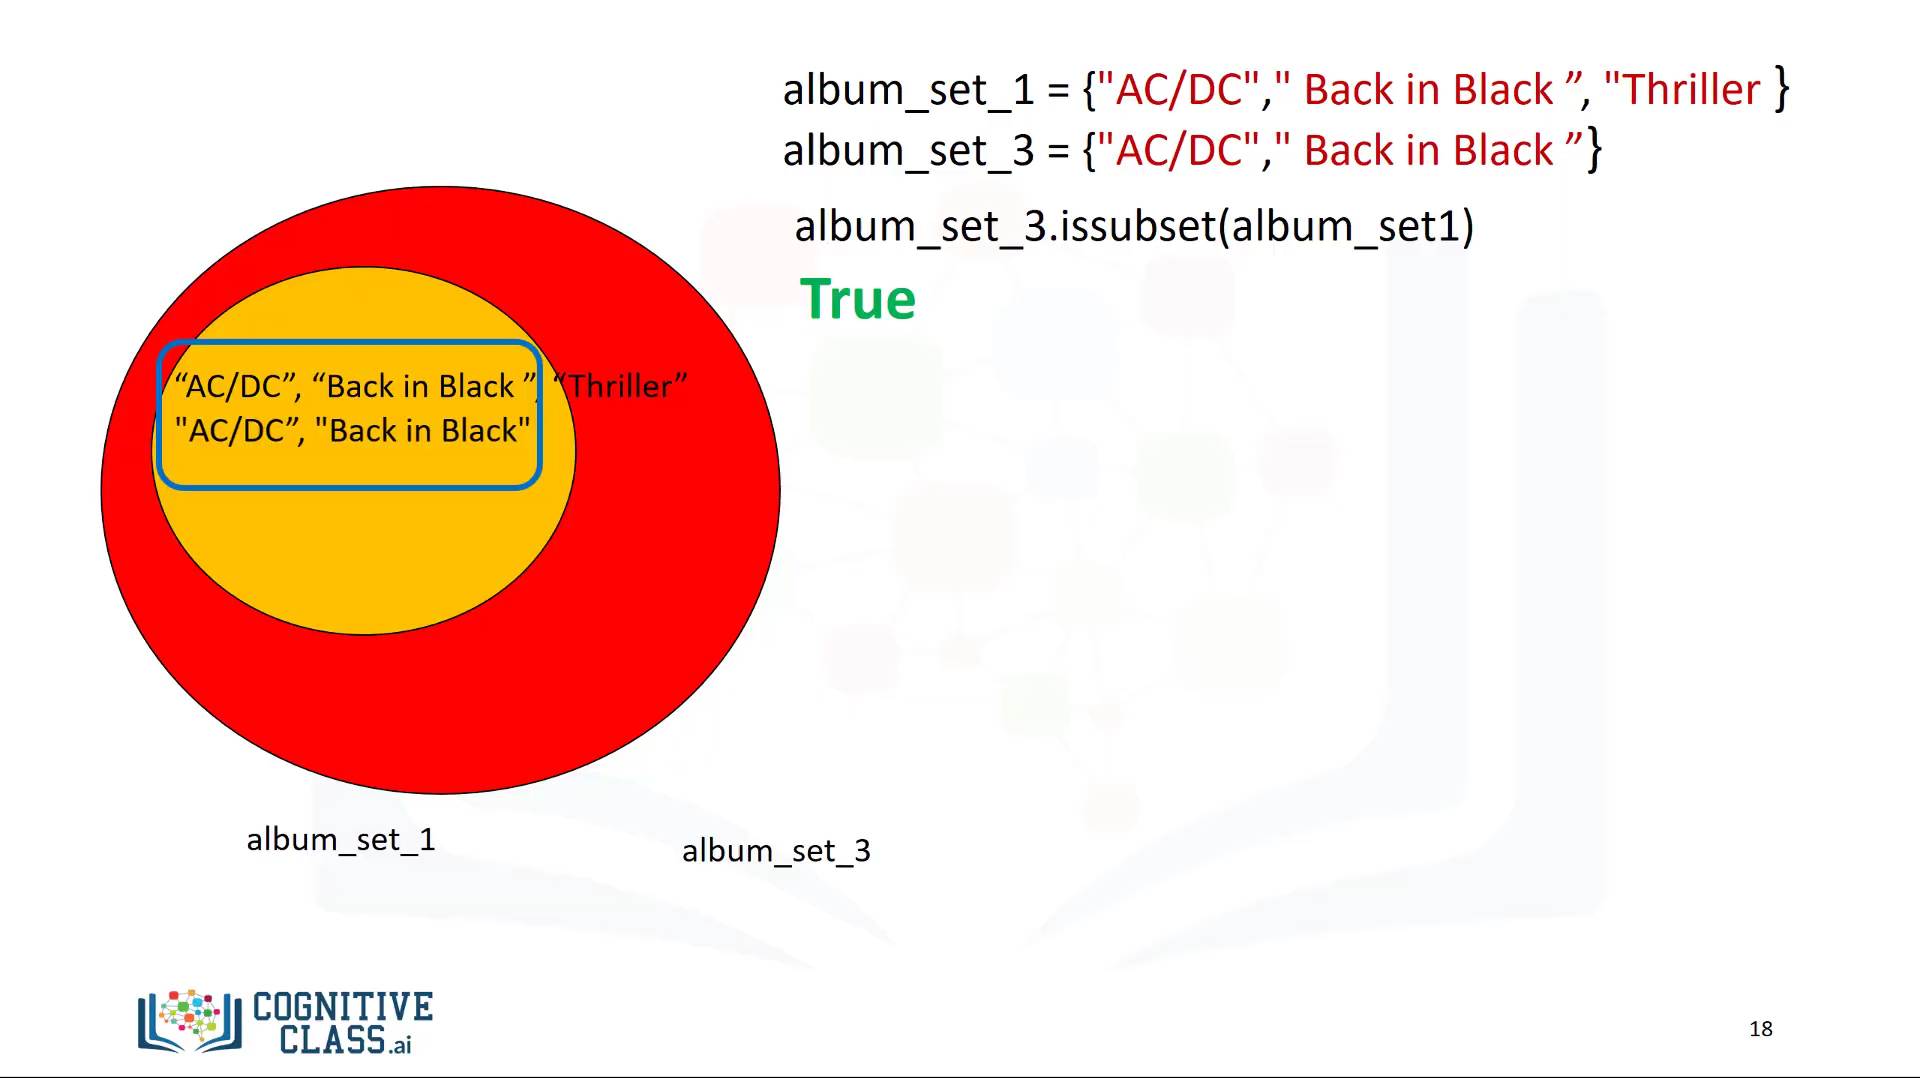 album_set_1 = {"AC/DC"," Back in Black ”, "Thriller }
album_set_3 = {"AC/DC"," Back in Black ”}
album_set_3.issubset(album_set1)
True
“AC/DC”, “Back in Black ”, “Thriller”
"AC/DC”, "Back in Black"
album_set_1
album_set_3
COGNITIVE
CLASS.ai
18